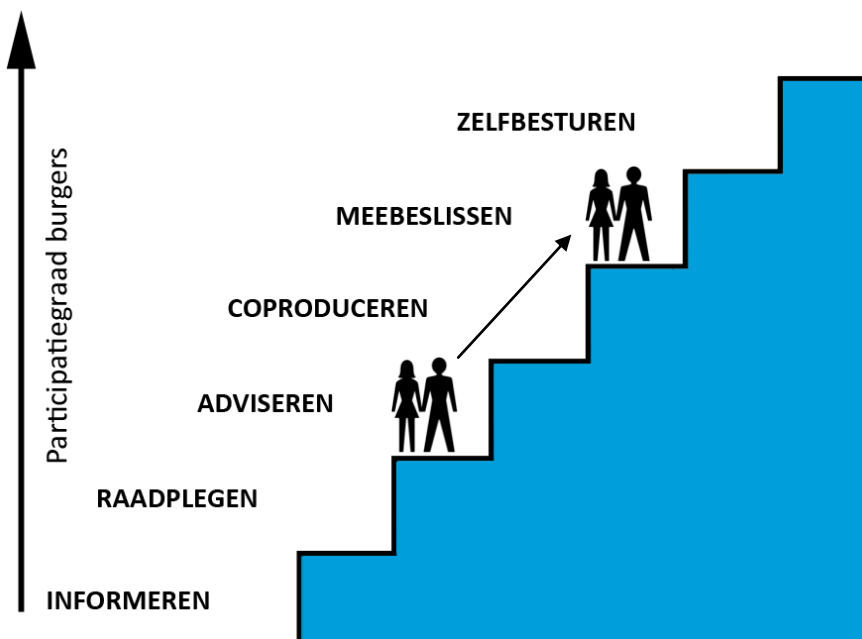 ZELFBESTUREN
MEEBESLISSEN
COPRODUCEREN
ADVISEREN
RAADPLEGEN
INFORMEREN
Participatiegraad burgers